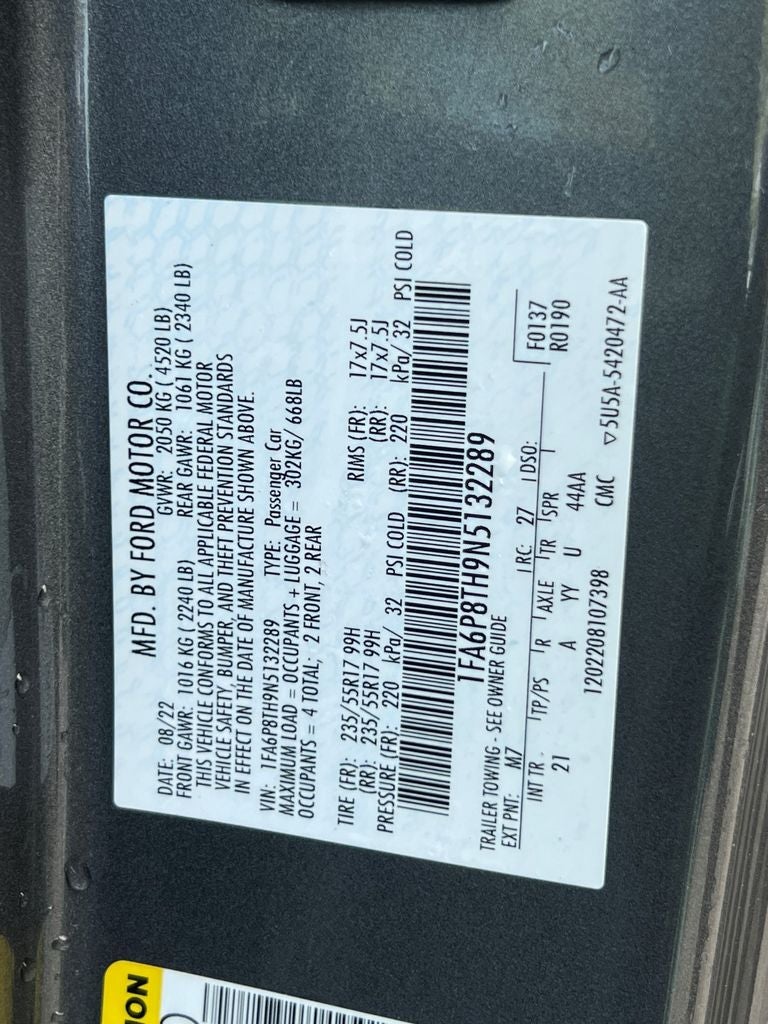 MFD. BY FORD MOTOR CO.
DATE: 08/22 GVWR: 2050 KG ( 4520 LB)
FRONT GAWR: 1016 KG ( 2240 LB) REAR GAWR: 1061 KG ( 2340 LB)
THIS VEHICLE CONFORMS TO ALL APPLICABLE FEDERAL MOTOR
VEHICLE SAFETY, BUMPER, AND THEFT PREVENTION STANDARDS
IN EFFECT ON THE DATE OF MANUFACTURE SHOWN ABOVE.
VIN: 1FA6P8TH9N5132289 TYPE: Passenger Car
MAXIMUM LOAD = OCCUPANTS + LUGGAGE = 302KG/ 668LB
OCCUPANTS = 4 TOTAL; 2 FRONT, 2 REAR
TIRE (FR): 235/55R17 99H RIMS (FR): 17x7.5J
(RR): 235/55R17 99H (RR): 17x7.5J
PRESSURE (FR): 220 kPa/ 32 PSI COLD (RR): 220 kPa/ 32 PSI COLD
1FA6P8TH9N5132289
TRAILER TOWING - SEE OWNER GUIDE
EXT PNT: M7 RC: 27 DSO: F0137
INT TR TP/PS R AXLE TR SPR R0190
21 A YY U 44AA
1202208107398 CMC ▽5U5A-5420472-AA
ION